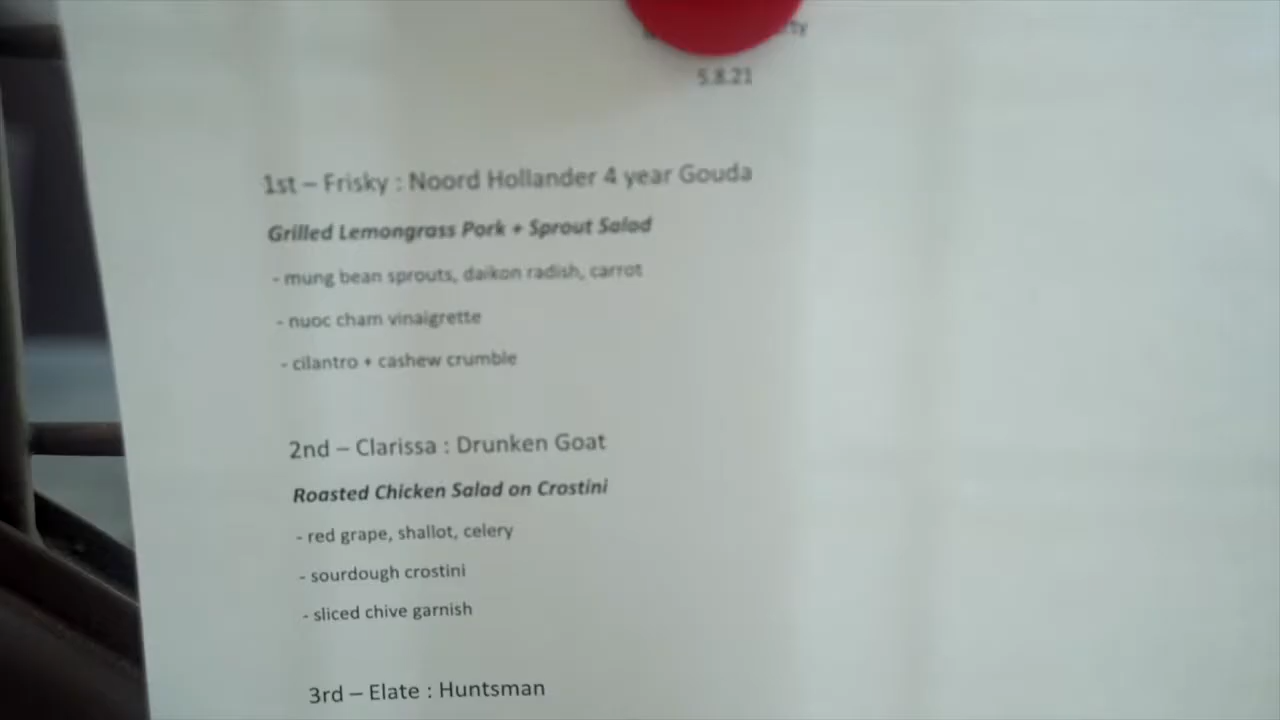 5.8.21
1st – Frisky : Noord Hollander 4 year Gouda
Grilled Lemongrass Pork + Sprout Salad
- mung bean sprouts, daikon radish, carrot
- nuoc cham vinaigrette
- cilantro + cashew crumble
2nd – Clarissa : Drunken Goat
Roasted Chicken Salad on Crostini
- red grape, shallot, celery
- sourdough crostini
- sliced chive garnish
3rd – Elate : Huntsman